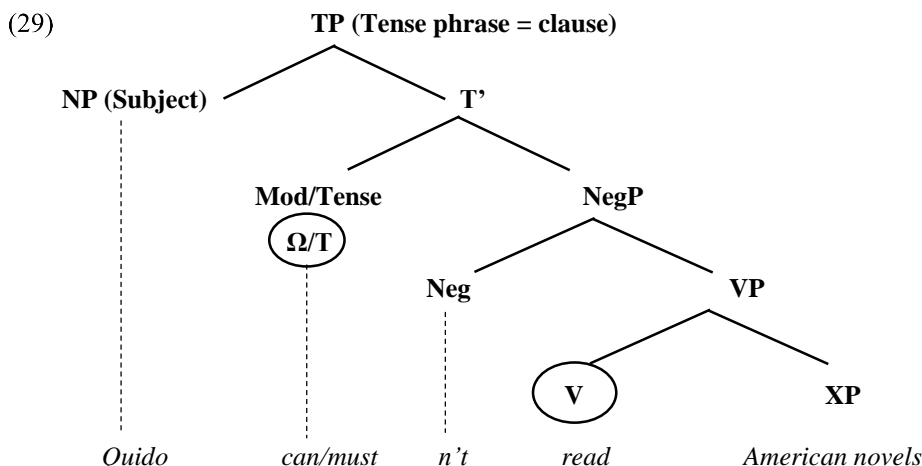 (29) TP (Tense phrase = clause)
NP (Subject) T’
Mod/Tense NegP
Ω/T
Neg VP
V XP
Ouido can/must n't read American novels